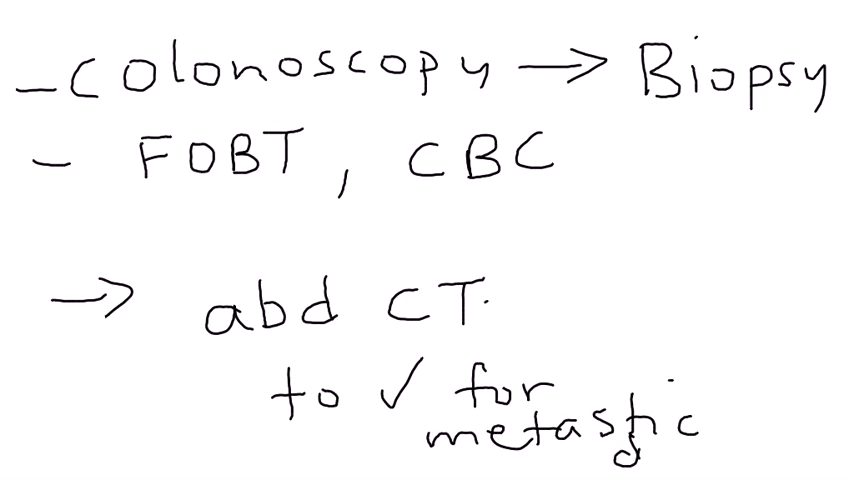 - Colonoscopy → Biopsy
- FOBT, CBC
→ abd CT.
to ✓ for
metastic